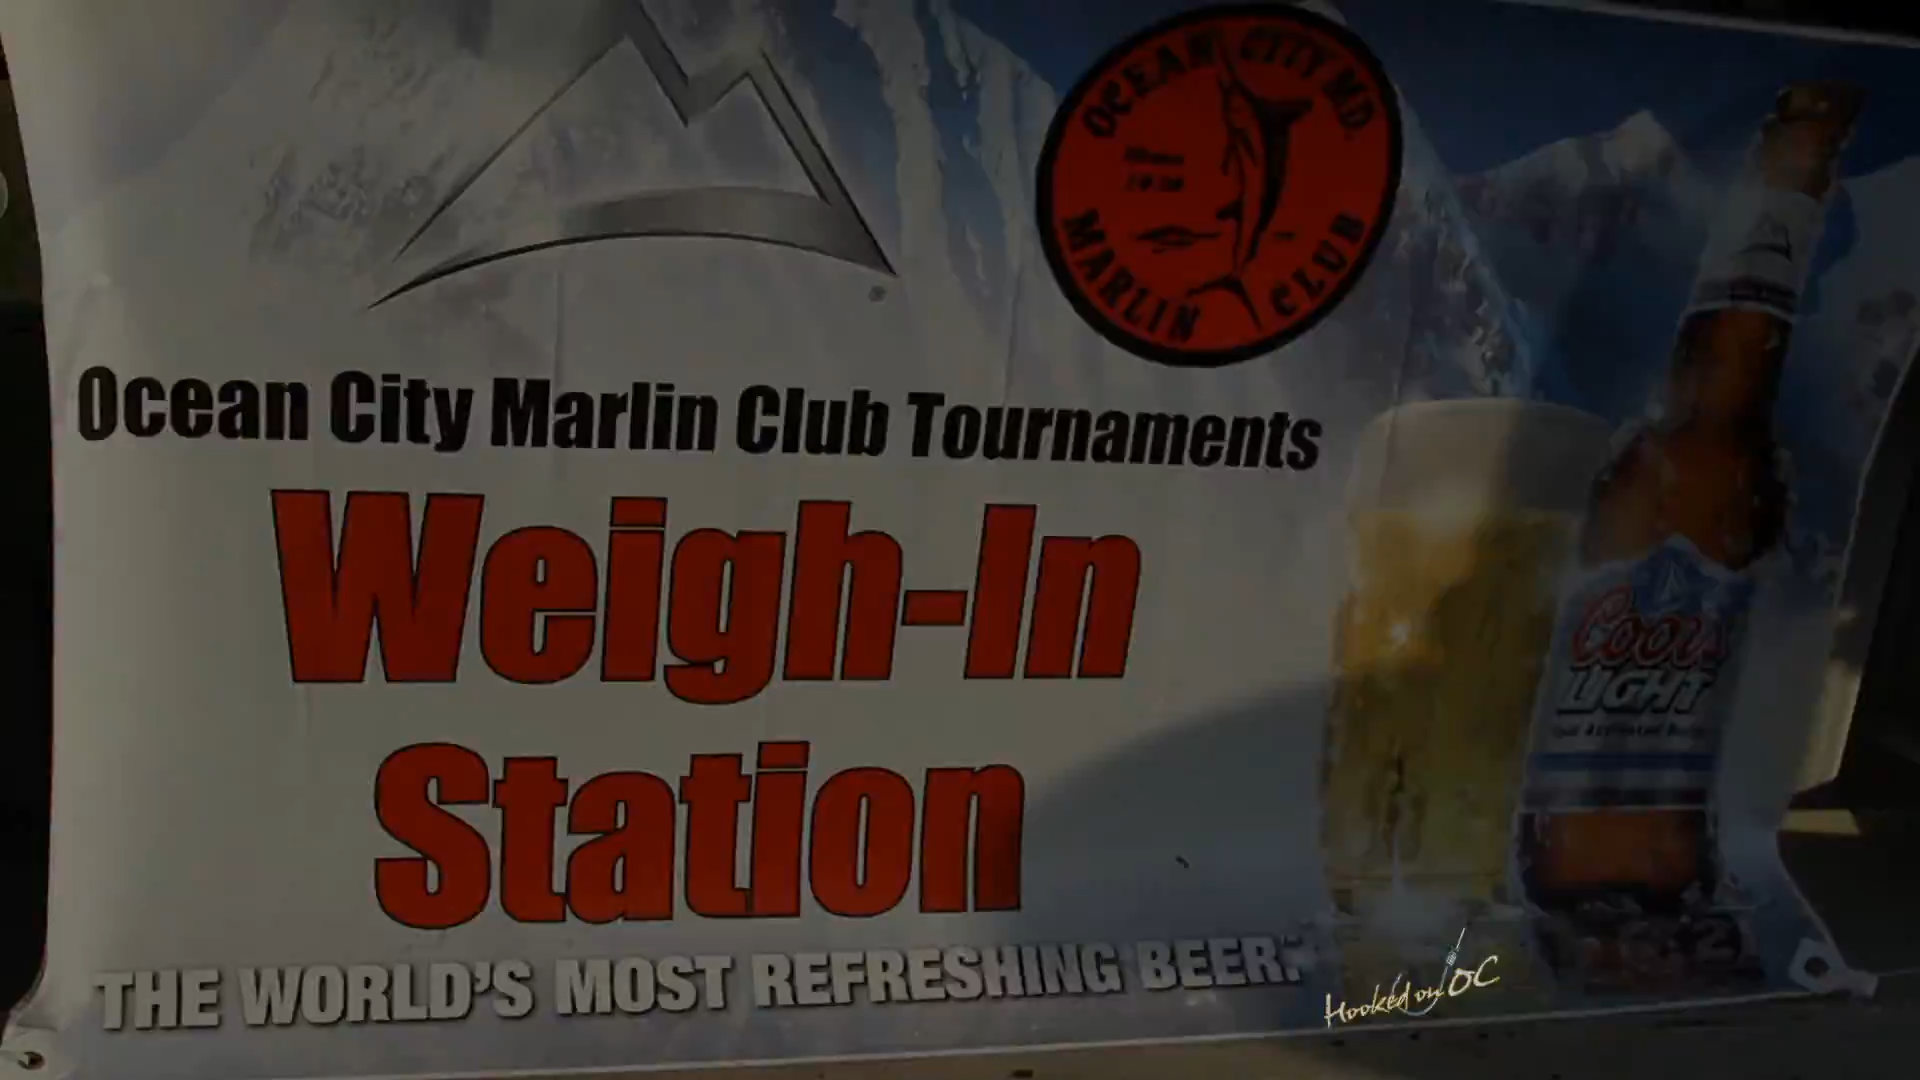 OCEAN CITY MD.
MARLIN CLUB
Ocean City Marlin Club Tournaments
Weigh-In
Station
THE WORLD'S MOST REFRESHING BEER.
Coors
LIGHT
Hooked on OC